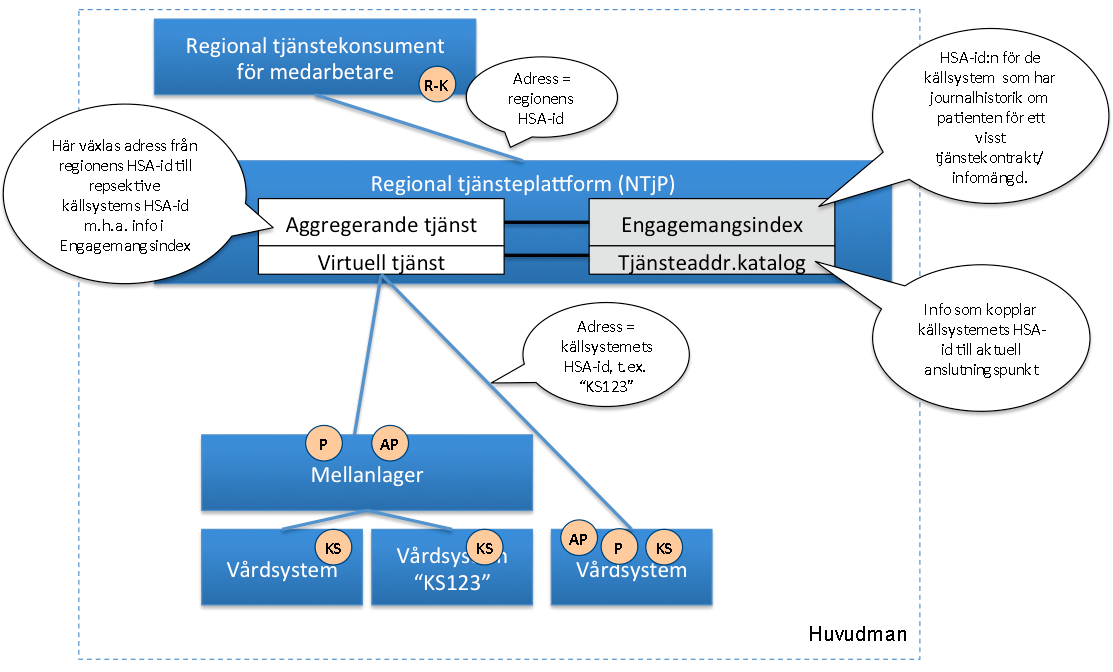 Regional tjänstekonsument
för medarbetare
R-K
Adress =
regionens
HSA-id
HSA-id:n för de
källsystem som har
journalhistorik om
patienten för ett
visst
tjänstekontrakt/
infomängd.
Här växlas adress från
regionens HSA-id till
repsektive
källsystems HSA-id
m.h.a. info i
Engagemangsindex
Regional tjänsteplattform (NTjP)
Aggregerande tjänst
Engagemangsindex
Virtuell tjänst
Tjänsteaddr.katalog
Adress =
källsystemets
HSA-id, t.ex.
“KS123”
Info som kopplar
källsystemets HSA-
id till aktuell
anslutningspunkt
P
AP
Mellanlager
KS
Vårdsystem
KS
Vårdsystem
“KS123”
AP
P
KS
Vårdsystem
Huvudman